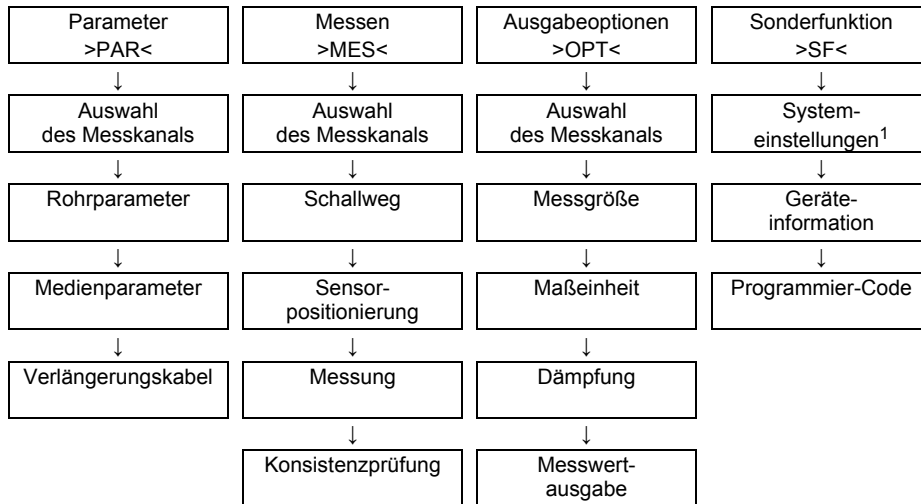 Parameter
>PAR<
↓
Auswahl
des Messkanals
↓
Rohrparameter
↓
Medienparameter
↓
Verlängerungskabel
Messen
>MES<
↓
Auswahl
des Messkanals
↓
Schallweg
↓
Sensor-
positionierung
↓
Messung
↓
Konsistenzprüfung
Ausgabeoptionen
>OPT<
↓
Auswahl
des Messkanals
↓
Messgröße
↓
Maßeinheit
↓
Dämpfung
↓
Messwert-
ausgabe
Sonderfunktion
>SF<
↓
System-
einstellungen¹
↓
Geräte-
information
↓
Programmier-Code